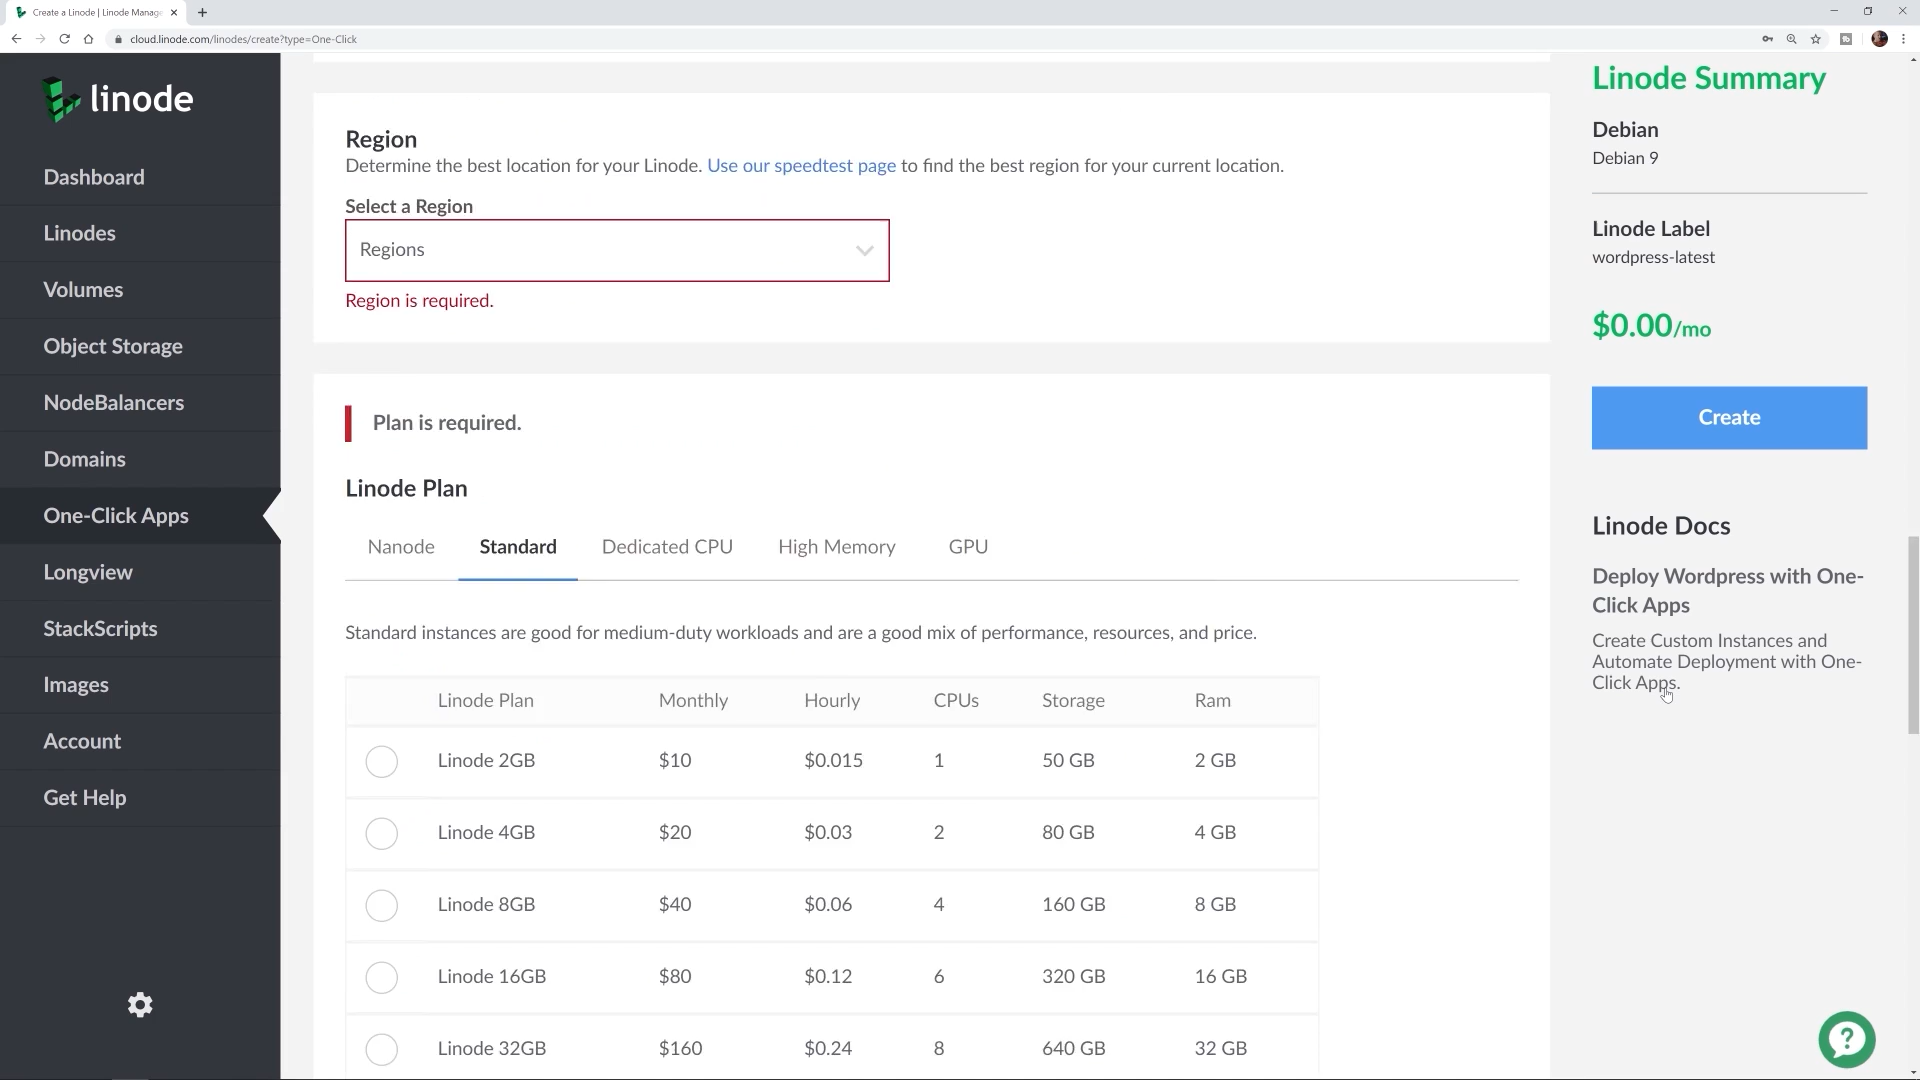 Create a Linode | Linode Manage
cloud.linode.com/linodes/create?type=One-Click
linode
Dashboard
Linodes
Volumes
Object Storage
NodeBalancers
Domains
One-Click Apps
Longview
StackScripts
Images
Account
Get Help
Region
Determine the best location for your Linode. Use our speedtest page to find the best region for your current location.
Select a Region
Regions
Region is required.
Plan is required.
Linode Plan
Nanode Standard Dedicated CPU High Memory GPU
Standard instances are good for medium-duty workloads and are a good mix of performance, resources, and price.
Linode Plan Monthly Hourly CPUs Storage Ram
Linode 2GB $10 $0.015 1 50 GB 2 GB
Linode 4GB $20 $0.03 2 80 GB 4 GB
Linode 8GB $40 $0.06 4 160 GB 8 GB
Linode 16GB $80 $0.12 6 320 GB 16 GB
Linode 32GB $160 $0.24 8 640 GB 32 GB
Linode Summary
Debian
Debian 9
Linode Label
wordpress-latest
$0.00/mo
Create
Linode Docs
Deploy Wordpress with One-
Click Apps
Create Custom Instances and
Automate Deployment with One-
Click Apps.